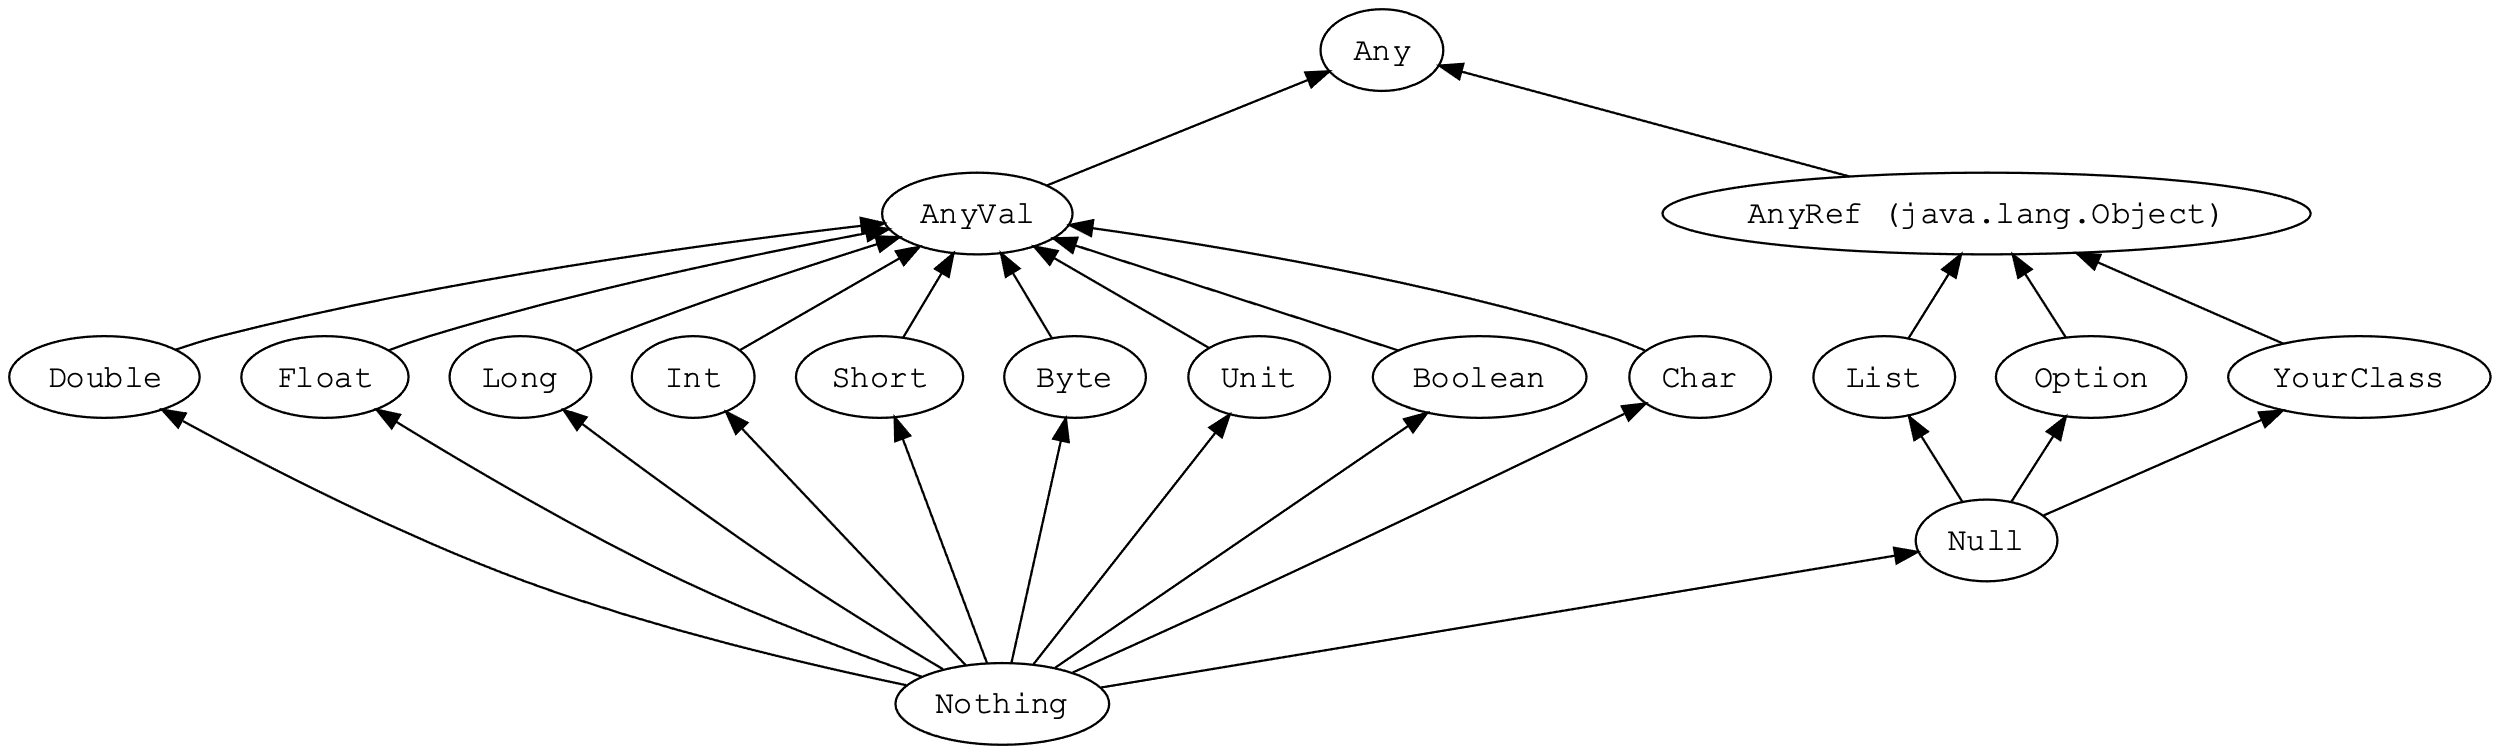 Any
AnyVal
AnyRef (java.lang.Object)
Double
Float
Long
Int
Short
Byte
Unit
Boolean
Char
List
Option
YourClass
Null
Nothing